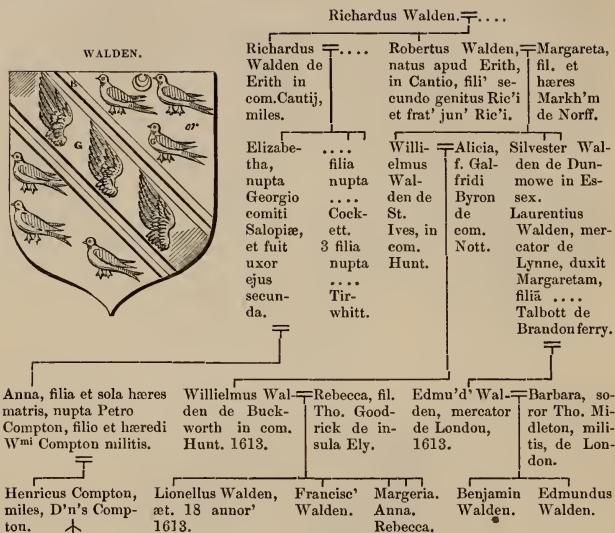 Richardus Walden. ....
WALDEN.
B
or
G
Richardus ....
Walden de
Erith in
com. Cautij,
miles.
Robertus Walden,
natus apud Erith,
in Cantio, fili' se-
cundo genitus Ric'i
et frat' jun' Ric'i.
Margareta,
fil. et
hæres
Markh'm
de Norff.
Elizabe-
tha,
nupta
Georgio
comiti
Salopiæ,
et fuit
uxor
ejus
secun-
da.
....
filia
nupta
....
Cock-
ett.
3 filia
nupta
....
Tir-
whitt.
Willi-
elmus
Wal-
den de
St.
Ives, in
com.
Hunt.
Alicia,
f. Gal-
fridi
Byron
de
com.
Nott.
Silvester Wal-
den de Dun-
mowe in Es-
sex.
Laurentius
Walden, mer-
cator de
Lynne, duxit
Margaretam,
filiā ....
Talbott de
Brandonferry.
Anna, filia et sola hæres
matris, nupta Petro
Compton, filio et hæredi
Wmi Compton militis.
Willielmus Wal-
den de Buck-
worth in com.
Hunt. 1613.
Rebecca, fil.
Tho. Good-
rick de in-
sula Ely.
Edmu'd' Wal-
den, mercator
de London,
1613.
Barbara, so-
ror Tho. Mi-
dleton, mili-
tis, de Lon-
don.
Henricus Compton,
miles, D'n's Comp-
ton.
Lionellus Walden,
æt. 18 annor'
1613.
Francisc'
Walden.
Margeria.
Anna.
Rebecca.
Benjamin
Walden.
Edmundus
Walden.